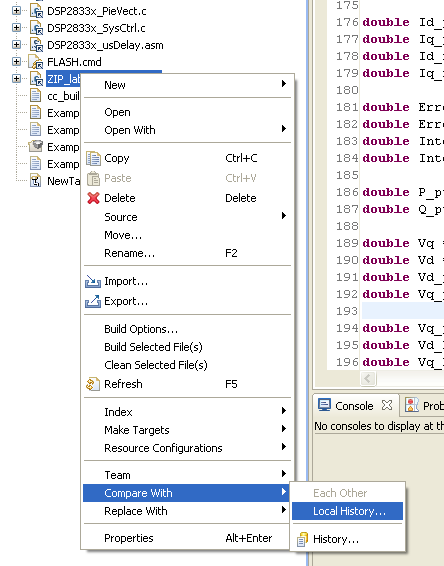 DSP2833x_PieVect.c
DSP2833x_SysCtrl.c
DSP2833x_usDelay.asm
FLASH.cmd
ZIP_lab
cc_buil
Examp
Examp
Examp
Examp
NewTa
New
Open
Open With
Copy Ctrl+C
Paste Ctrl+V
Delete Delete
Source
Move...
Rename... F2
Import...
Export...
Build Options...
Build Selected File(s)
Clean Selected File(s)
Refresh F5
Index
Make Targets
Resource Configurations
Team
Compare With
Replace With
Properties Alt+Enter
Each Other
Local History...
History...
175
176 double Id_
177 double Iq_
178 double Id_
179 double Iq_
180
181 double Erro
182 double Erro
183 double Inte
184 double Inte
185
186 double P_p
187 double Q_p
188
189 double Vq
190 double Vd
191 double Vd_
192 double Vq_
193
194 double Vq_
195 double Vd_
196 double Vq_
Console Prob
No consoles to display at th